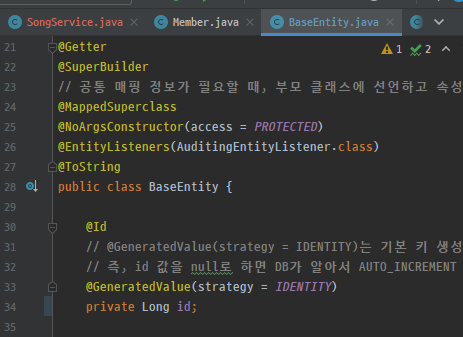 SongService.java Member.java BaseEntity.java
1 2
21 @Getter
22 @SuperBuilder
23 // 공통 매핑 정보가 필요할 때, 부모 클래스에 선언하고 속성
24 @MappedSuperclass
25 @NoArgsConstructor(access = PROTECTED)
26 @EntityListeners(AuditingEntityListener.class)
27 @ToString
28 public class BaseEntity {
29
30 @Id
31 // @GeneratedValue(strategy = IDENTITY)는 기본 키 생성
32 // 즉, id 값을 null로 하면 DB가 알아서 AUTO_INCREMENT
33 @GeneratedValue(strategy = IDENTITY)
34 private Long id;
35